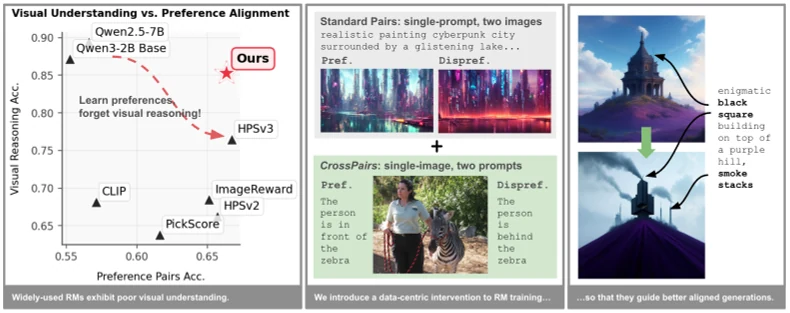 Visual Understanding vs. Preference Alignment
Visual Reasoning Acc.
0.90
0.85
0.80
0.75
0.70
0.65
Qwen2.5-7B
Qwen3-2B Base
Ours
Learn preferences,
forget visual reasoning!
HPSv3
CLIP
ImageReward
HPSv2
PickScore
0.55
0.60
0.65
Preference Pairs Acc.
Widely-used RMs exhibit poor visual understanding.
Standard Pairs: single-prompt, two images
realistic painting cyberpunk city
surrounded by a glistening lake...
Pref.
Dispref.
+
CrossPairs: single-image, two prompts
Pref.
The
person
is in
front of
the
zebra
Dispref.
The
person
is
behind
the
zebra
We introduce a data-centric intervention to RM training…
enigmatic
black
square
building
on top of
a purple
hill,
smoke
stacks
…so that they guide better aligned generations.